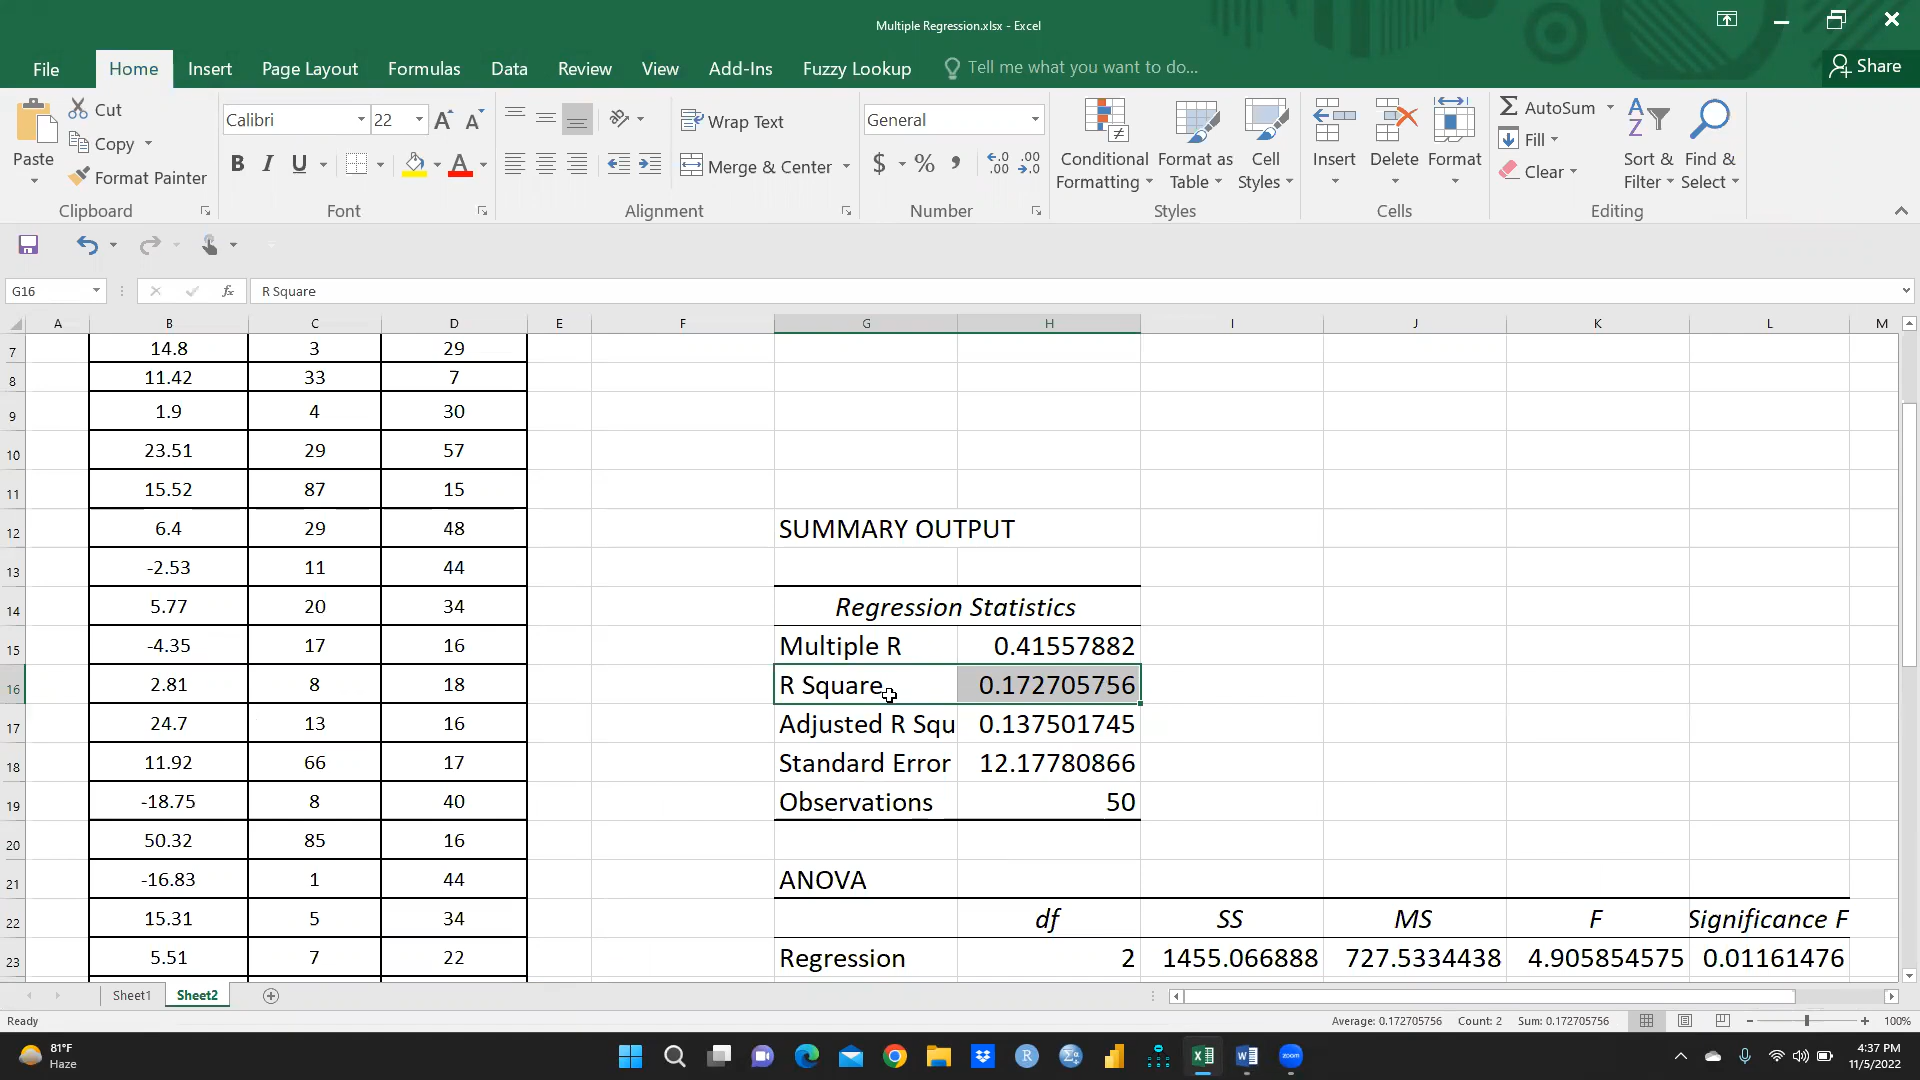 Multiple Regression.xlsx - Excel
File Home Insert Page Layout Formulas Data Review View Add-Ins Fuzzy Lookup Tell me what you want to do... Share
Cut
Copy
Format Painter
Paste
Clipboard
Calibri 22
A A
B I U A
Font
Wrap Text
Merge & Center
Alignment
General
$ % , .0 .00 .00 .0
Number
Conditional Formatting
Format as Table
Cell Styles
Styles
Insert Delete Format
Cells
AutoSum
Fill
Clear
Sort & Filter
Find & Select
Editing
G16 fx R Square
A B C D E F G H I J K L M
7 14.8 3 29
8 11.42 33 7
9 1.9 4 30
10 23.51 29 57
11 15.52 87 15
12 6.4 29 48 SUMMARY OUTPUT
13 -2.53 11 44
14 5.77 20 34 Regression Statistics
15 -4.35 17 16 Multiple R 0.41557882
16 2.81 8 18 R Square 0.172705756
17 24.7 13 16 Adjusted R Squ 0.137501745
18 11.92 66 17 Standard Error 12.17780866
19 -18.75 8 40 Observations 50
20 50.32 85 16
21 -16.83 1 44 ANOVA
22 15.31 5 34 df SS MS F Significance F
23 5.51 7 22 Regression 2 1455.066888 727.5334438 4.905854575 0.01161476
Sheet1 Sheet2
Ready Average: 0.172705756 Count: 2 Sum: 0.172705756 100%
81°F
Haze
zoom
4:37 PM
11/5/2022